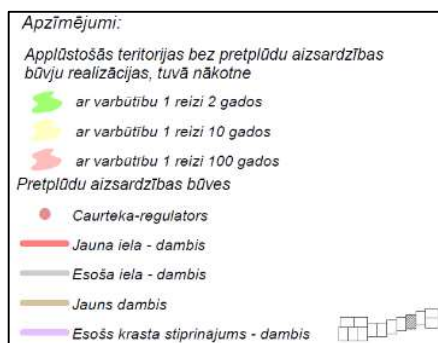 Apzīmējumi:
Applūstošās teritorijas bez pretplūdu aizsardzības
būvju realizācijas, tuvā nākotne
ar varbūtību 1 reizi 2 gados
ar varbūtību 1 reizi 10 gados
ar varbūtību 1 reizi 100 gados
Pretplūdu aizsardzības būves
Caurteka-regulators
Jauna iela - dambis
Esoša iela - dambis
Jauns dambis
Esošs krasta stiprinājums - dambis